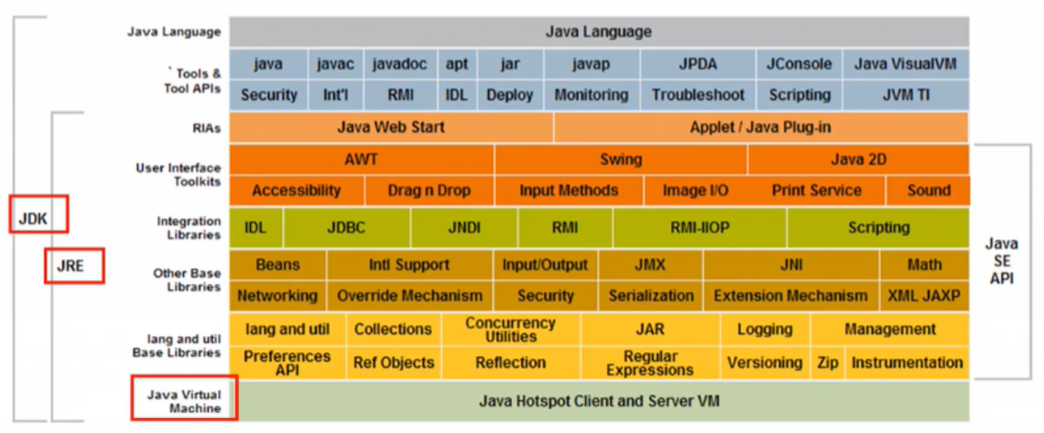 Java Language
Java Language
` Tools &
Tool APIs
java javac javadoc apt jar javap JPDA JConsole Java VisualVM
Security Int'l RMI IDL Deploy Monitoring Troubleshoot Scripting JVM TI
RIAs
Java Web Start Applet / Java Plug-in
User Interface
Toolkits
AWT Swing Java 2D
Accessibility Drag n Drop Input Methods Image I/O Print Service Sound
Integration
Libraries
IDL JDBC JNDI RMI RMI-IIOP Scripting
JDK
JRE
Java
SE
API
Other Base
Libraries
Beans Intl Support Input/Output JMX JNI Math
Networking Override Mechanism Security Serialization Extension Mechanism XML JAXP
lang and util
Base Libraries
lang and util Collections Concurrency
Utilities JAR Logging Management
Preferences
API Ref Objects Reflection Regular
Expressions Versioning Zip Instrumentation
Java Virtual
Machine
Java Hotspot Client and Server VM